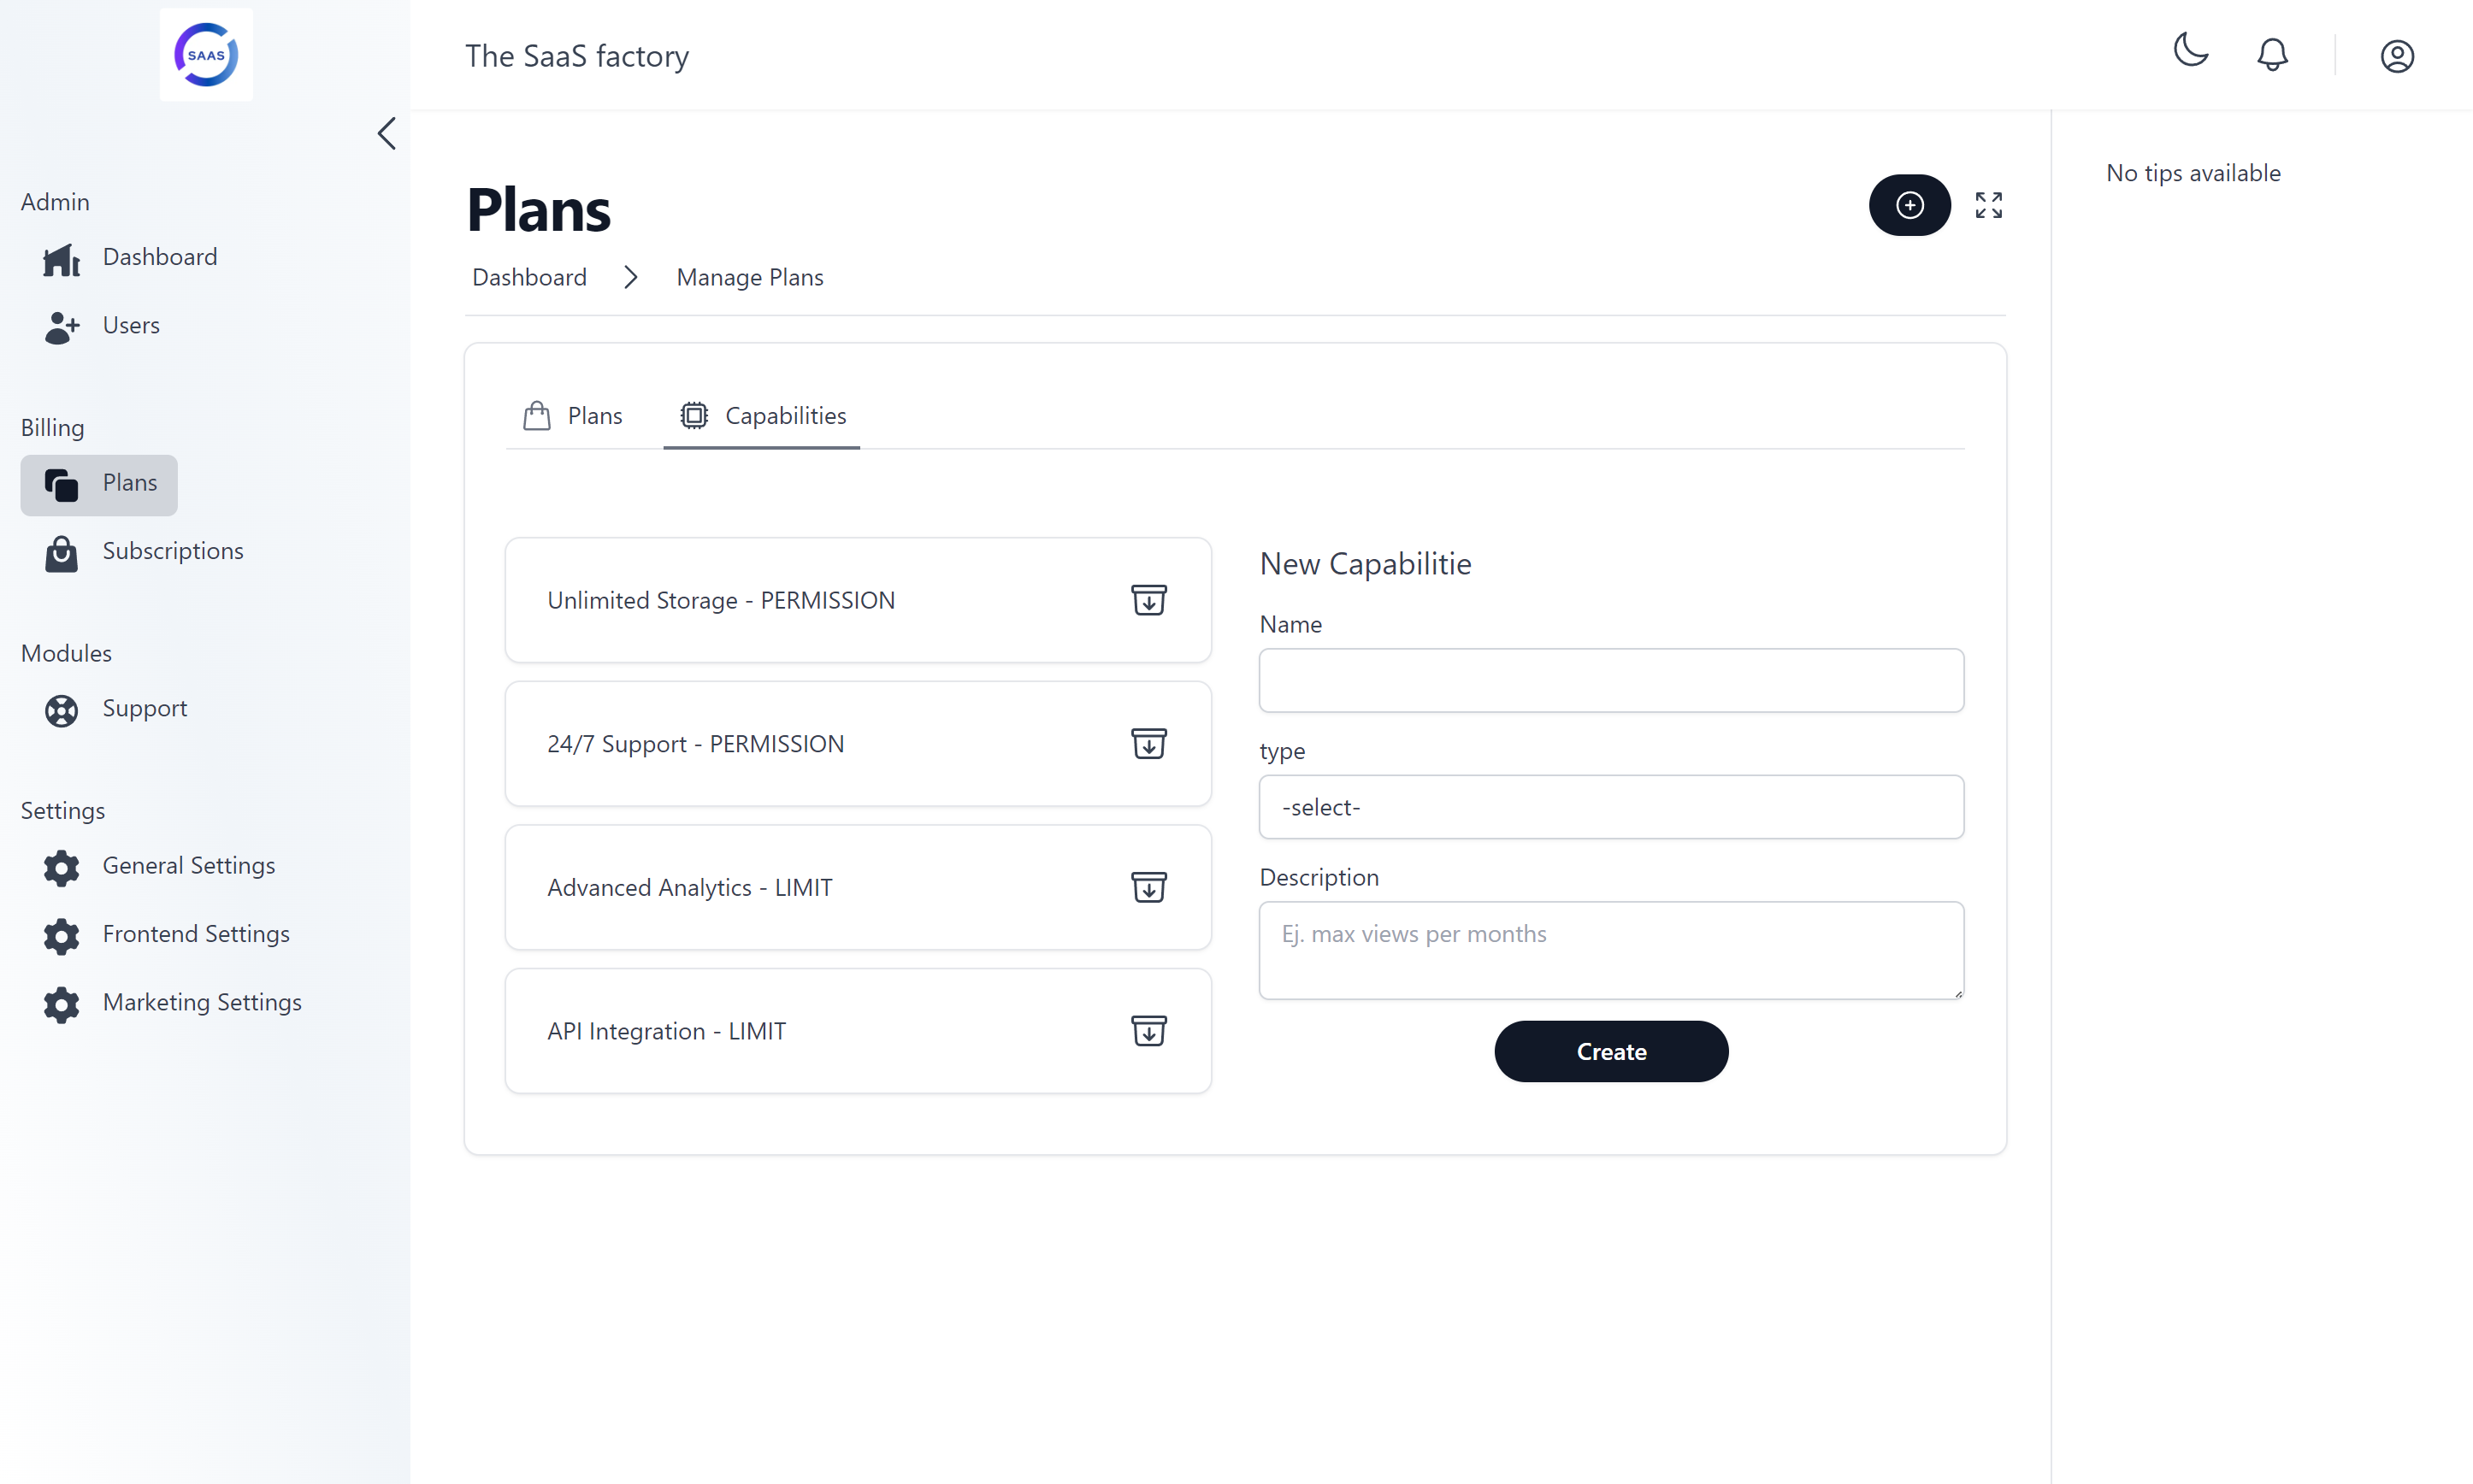 SAAS
The SaaS factory
Admin
Dashboard
Users
Billing
Plans
Subscriptions
Modules
Support
Settings
General Settings
Frontend Settings
Marketing Settings
Plans
Dashboard
Manage Plans
Plans
Capabilities
Unlimited Storage - PERMISSION
24/7 Support - PERMISSION
Advanced Analytics - LIMIT
API Integration - LIMIT
New Capabilitie
Name
type
-select-
Description
Ej. max views per months
Create
No tips available